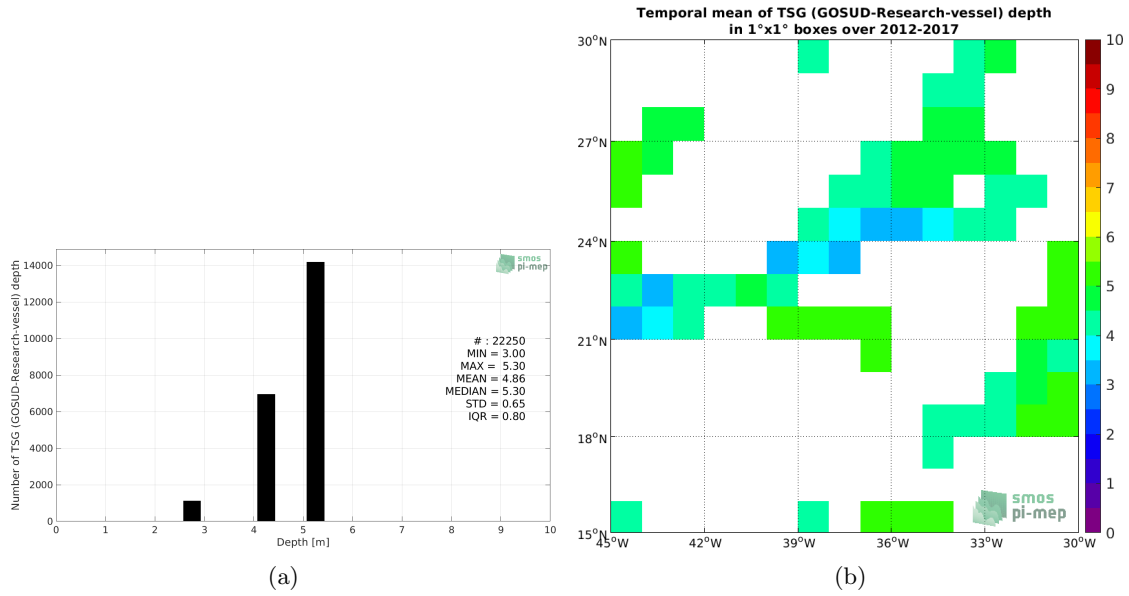 Number of TSG (GOSUD-Research-vessel) depth
14000
12000
10000
8000
6000
4000
2000
0
0 1 2 3 4 5 6 7 8 9 10
Depth [m]
smos
pi-mep
# : 22250
MIN = 3.00
MAX = 5.30
MEAN = 4.86
MEDIAN = 5.30
STD = 0.65
IQR = 0.80
(a)
Temporal mean of TSG (GOSUD-Research-vessel) depth
in 1°x1° boxes over 2012-2017
30°N
27°N
24°N
21°N
18°N
15°N
45°W 42°W 39°W 36°W 33°W 30°W
smos
pi-mep
10
9
8
7
6
5
4
3
2
1
0
(b)